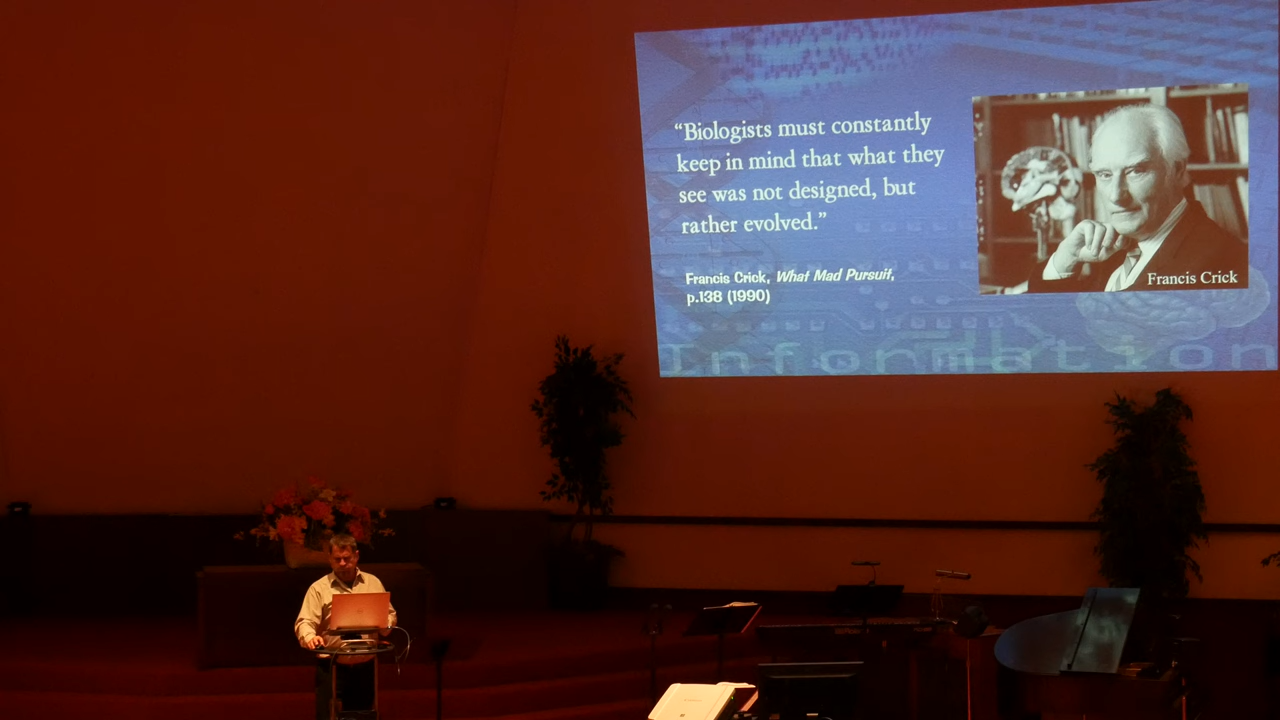 “Biologists must constantly
keep in mind that what they
see was not designed, but
rather evolved.”
Francis Crick, What Mad Pursuit,
p.138 (1990)
Francis Crick
Information